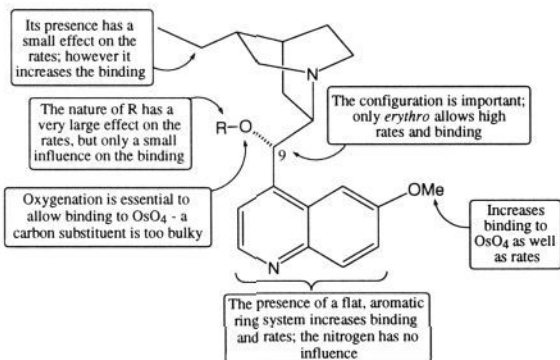 Its presence has a
small effect on the
rates; however it
increases the binding
N
The nature of R has a
very large effect on the
rates, but only a small
influence on the binding
R-O
The configuration is important;
only erythro allows high
rates and binding
9
Oxygenation is essential to
allow binding to OsO4 - a
carbon substituent is too bulky
OMe
Increases
binding to
OsO4 as well
as rates
N
The presence of a flat, aromatic
ring system increases binding
and rates; the nitrogen has no
influence